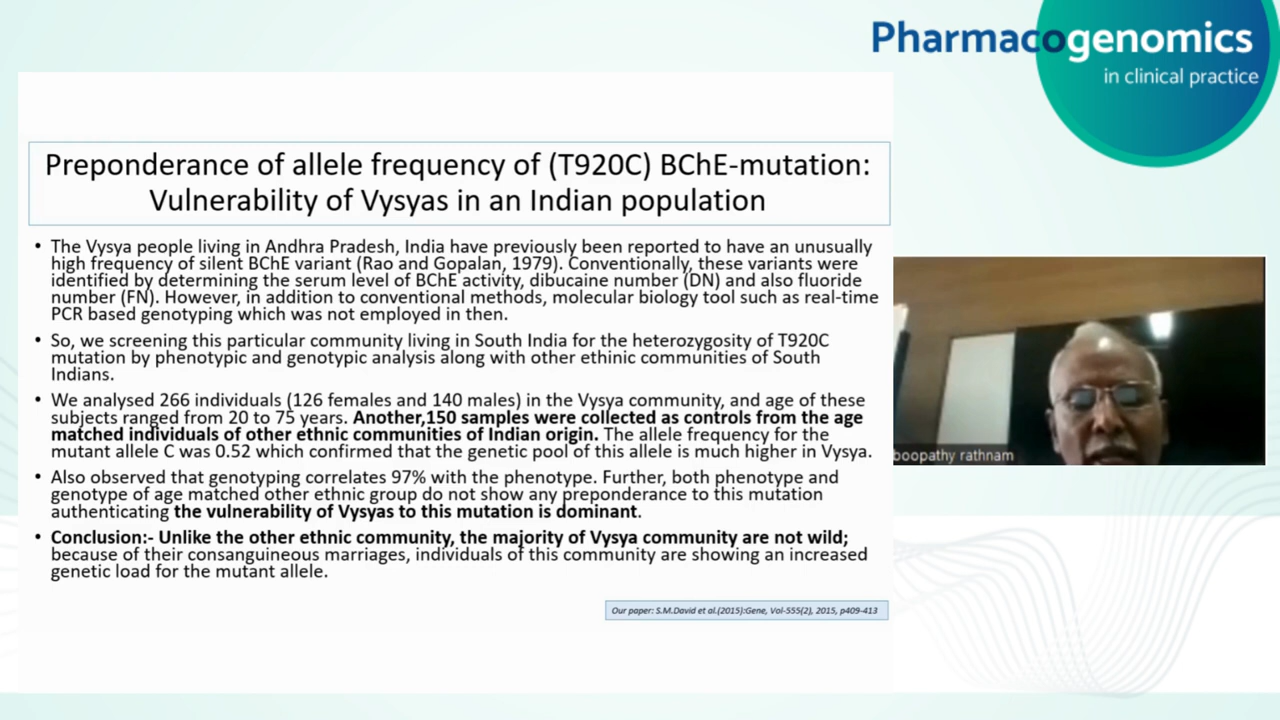 Pharmacogenomics
in clinical practice
Preponderance of allele frequency of (T920C) BChE-mutation:
Vulnerability of Vysyas in an Indian population
• The Vysya people living in Andhra Pradesh, India have previously been reported to have an unusually
high frequency of silent BChE variant (Rao and Gopalan, 1979). Conventionally, these variants were
identified by determining the serum level of BChE activity, dibucaine number (DN) and also fluoride
number (FN). However, in addition to conventional methods, molecular biology tool such as real-time
PCR based genotyping which was not employed in then.
• So, we screening this particular community living in South India for the heterozygosity of T920C
mutation by phenotypic and genotypic analysis along with other ethinic communities of South
Indians.
• We analysed 266 individuals (126 females and 140 males) in the Vysya community, and age of these
subjects ranged from 20 to 75 years. Another,150 samples were collected as controls from the age
matched individuals of other ethnic communities of Indian origin. The allele frequency for the
mutant allele C was 0.52 which confirmed that the genetic pool of this allele is much higher in Vysya.
• Also observed that genotyping correlates 97% with the phenotype. Further, both phenotype and
genotype of age matched other ethnic group do not show any preponderance to this mutation
authenticating the vulnerability of Vysyas to this mutation is dominant.
• Conclusion:- Unlike the other ethnic community, the majority of Vysya community are not wild;
because of their consanguineous marriages, individuals of this community are showing an increased
genetic load for the mutant allele.
Our paper: S.M.David et al.(2015):Gene, Vol-555(2), 2015, p409-413
boopathy rathnam